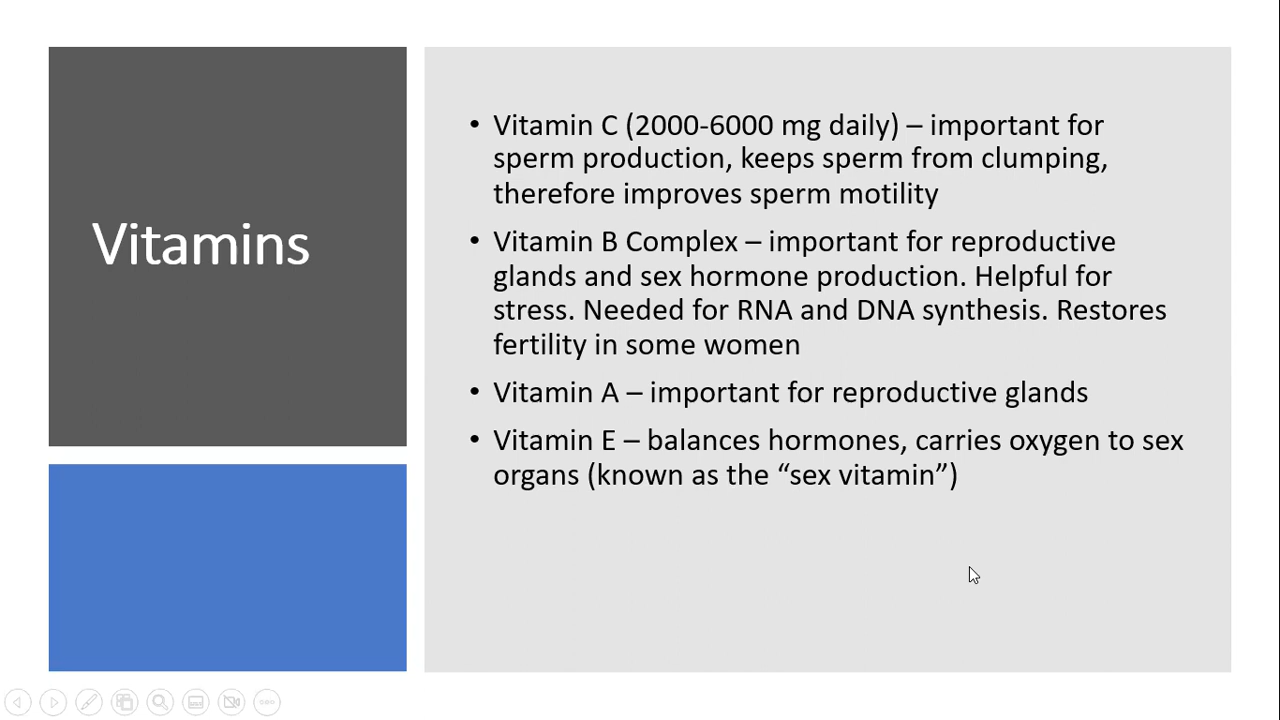 Vitamins
• Vitamin C (2000-6000 mg daily) – important for
sperm production, keeps sperm from clumping,
therefore improves sperm motility
• Vitamin B Complex – important for reproductive
glands and sex hormone production. Helpful for
stress. Needed for RNA and DNA synthesis. Restores
fertility in some women
• Vitamin A – important for reproductive glands
• Vitamin E – balances hormones, carries oxygen to sex
organs (known as the “sex vitamin”)